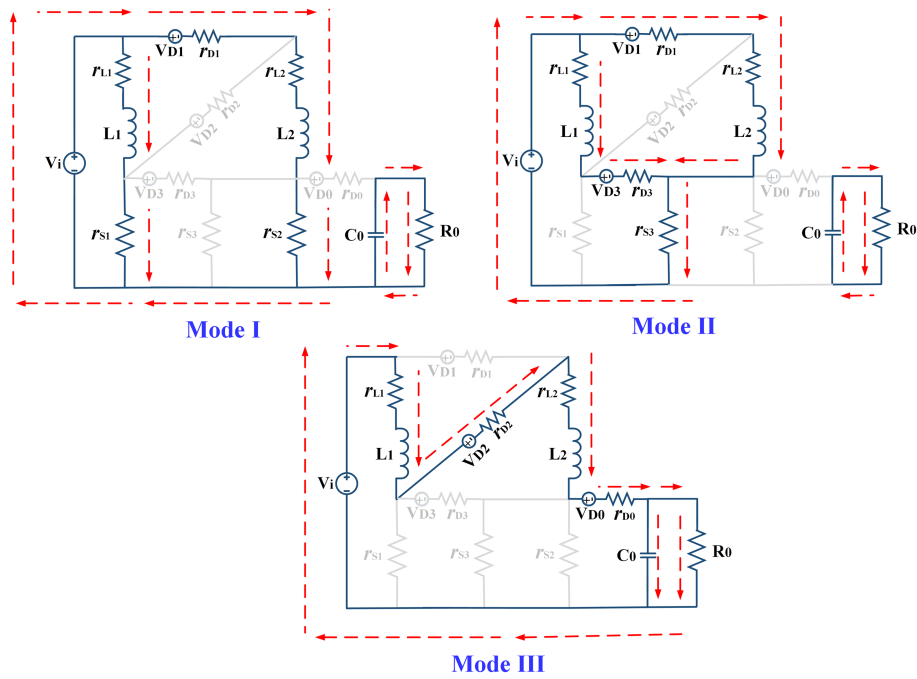 VD1 rD1
rL1
rL2
rD2
VD2
L1
L2
Vi
VD3 rD3
VD0 rD0
rS1
rS3
rS2
C0
R0
Mode I
VD1 rD1
rL1
rL2
rD2
VD2
L1
L2
Vi
VD3 rD3
VD0 rD0
rS1
rS3
rS2
C0
R0
Mode II
VD1 rD1
rL1
rL2
rD2
VD2
L1
L2
Vi
VD3 rD3
VD0 rD0
rS1
rS3
rS2
C0
R0
Mode III